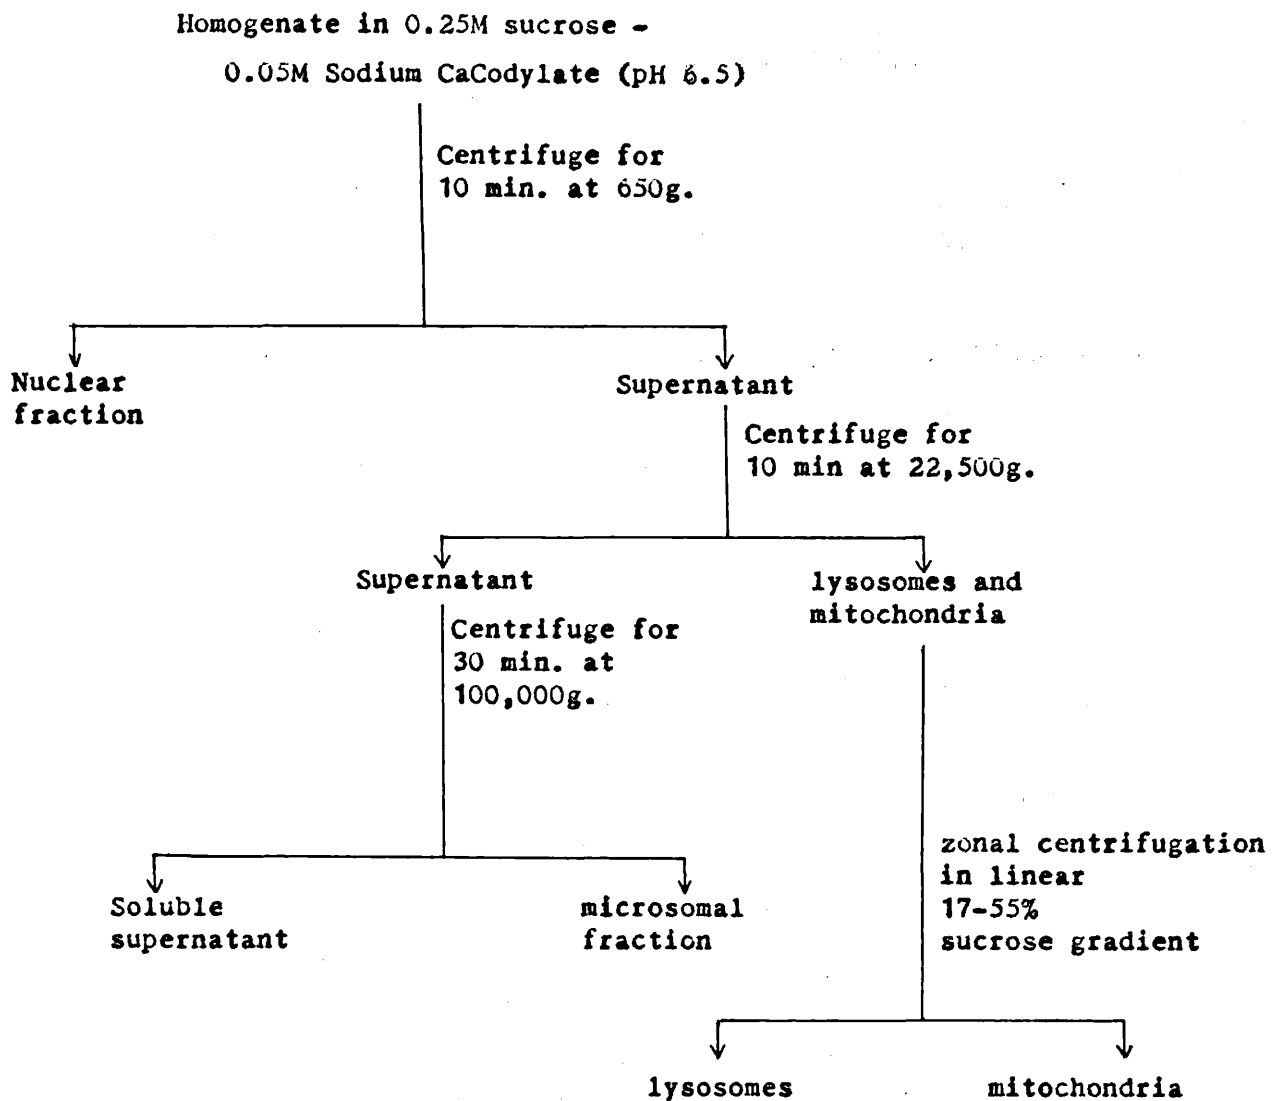 Homogenate in 0.25M sucrose -
0.05M Sodium CaCodylate (pH 6.5)
Centrifuge for
10 min. at 650g.
Nuclear
fraction
Supernatant
Centrifuge for
10 min at 22,500g.
Supernatant
lysosomes and
mitochondria
Centrifuge for
30 min. at
100,000g.
zonal centrifugation
in linear
17-55%
sucrose gradient
Soluble
supernatant
microsomal
fraction
lysosomes
mitochondria